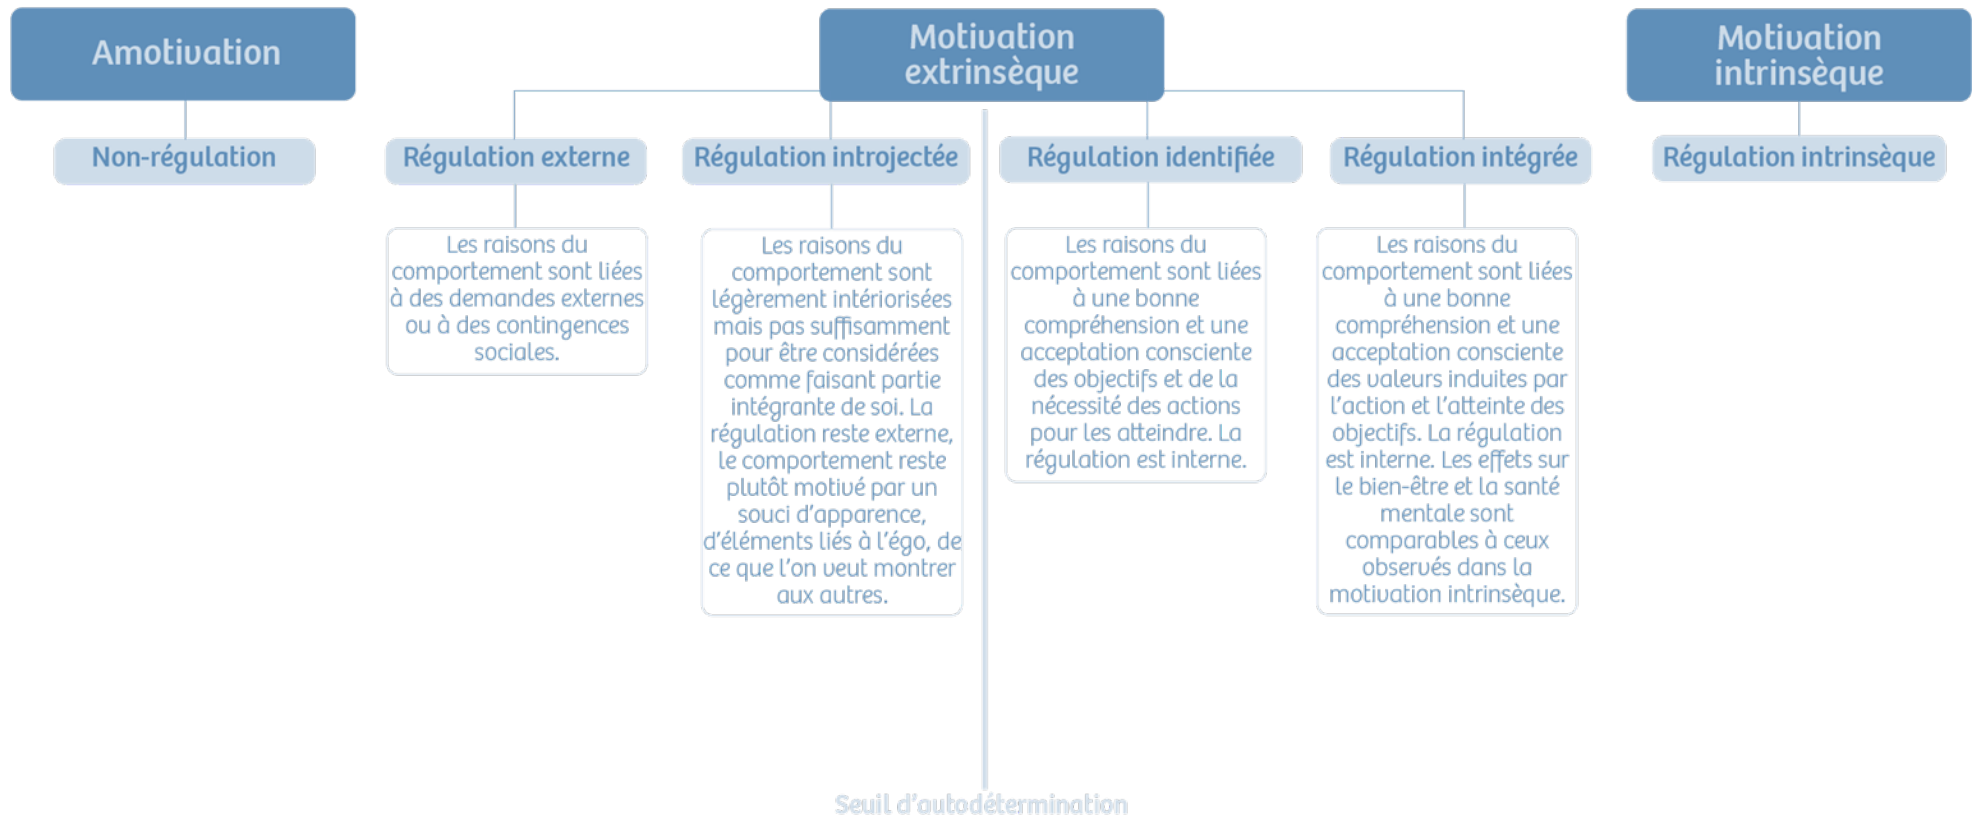 Amotivation
Motivation
extrinsèque
Motivation
intrinsèque
Non-régulation
Régulation externe
Régulation introjectée
Régulation identifiée
Régulation intégrée
Régulation intrinsèque
Les raisons du
comportement sont liées
à des demandes externes
ou à des contingences
sociales.
Les raisons du
comportement sont
légèrement intériorisées
mais pas suffisamment
pour être considérées
comme faisant partie
intégrante de soi. La
régulation reste externe,
le comportement reste
plutôt motivé par un
souci d'apparence,
d'éléments liés à l'égo, de
ce que l'on veut montrer
aux autres.
Les raisons du
comportement sont liées
à une bonne
compréhension et une
acceptation consciente
des objectifs et de la
nécessité des actions
pour les atteindre. La
régulation est interne.
Les raisons du
comportement sont liées
à une bonne
compréhension et une
acceptation consciente
des valeurs induites par
l'action et l'atteinte des
objectifs. La régulation
est interne. Les effets sur
le bien-être et la santé
mentale sont
comparables à ceux
observés dans la
motivation intrinsèque.
Seuil d'autodétermination